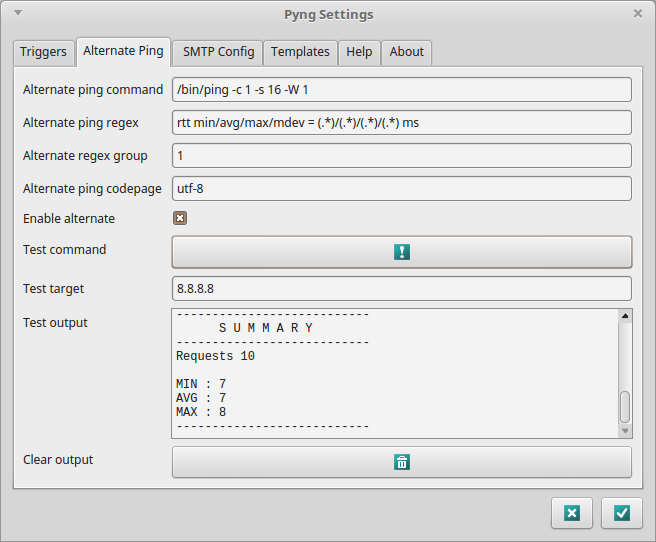 Pyng Settings
Triggers Alternate Ping SMTP Config Templates Help About
Alternate ping command /bin/ping -c 1 -s 16 -W 1
Alternate ping regex rtt min/avg/max/mdev = (.*)/(.*)/(.*)/(.*) ms
Alternate regex group 1
Alternate ping codepage utf-8
Enable alternate
Test command
Test target 8.8.8.8
Test output
---------------------------
S U M M A R Y
---------------------------
Requests 10
MIN : 7
AVG : 7
MAX : 8
---------------------------
Clear output